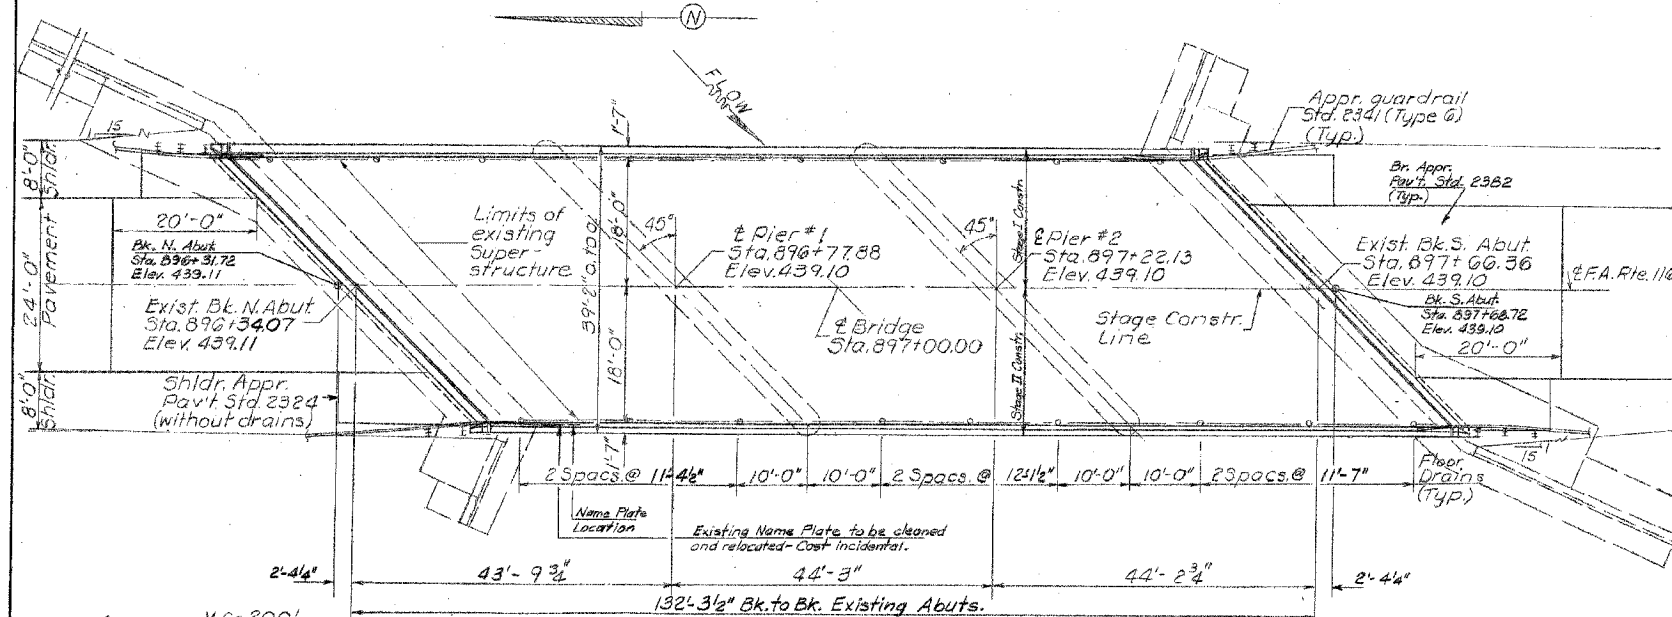 N
FLOW
Appr. guardrail
Std. 2341 (Type 6)
(Typ.)
15
1'-7"
8'-0"
Shldr.
Br. Appr.
Pav't. Std. 2382
(Typ.)
20'-0"
Bk. N. Abut.
Sta. 896+31.72
Elev. 439.11
Limits of
existing
Super-
structure
39'-2" o. to o.
18'-0"
45°
℄ Pier #1
Sta. 896+77.88
Elev. 439.10
45°
Stage I Constr.
℄ Pier #2
Sta. 897+22.13
Elev. 439.10
Exist. Bk. S. Abut.
Sta. 897+66.36
Elev. 439.10
℄ F.A. Rte. 116
24'-0"
Pavement
Exist. Bk. N. Abut.
Sta. 896+34.07
Elev. 439.11
℄ Bridge
Sta. 897+00.00
Stage Constr.
Line
Bk. S. Abut.
Sta. 897+68.72
Elev. 439.10
20'-0"
18'-0"
Stage II Constr.
8'-0"
Shldr.
Shldr. Appr.
Pav't. Std. 2324
(without drains)
1'-7"
2 Spacs. @ 11'-4½"
10'-0"
10'-0"
2 Spacs. @ 12'-1½"
10'-0"
10'-0"
2 Spacs. @ 11'-7"
Floor
Drains
(Typ.)
15'
Name Plate
Location
Existing Name Plate to be cleaned
and relocated - Cost incidental.
2'-4¼"
43'-9¾"
44'-3"
44'-2¾"
2'-4¼"
132'-3½" Bk. to Bk. Existing Abuts.